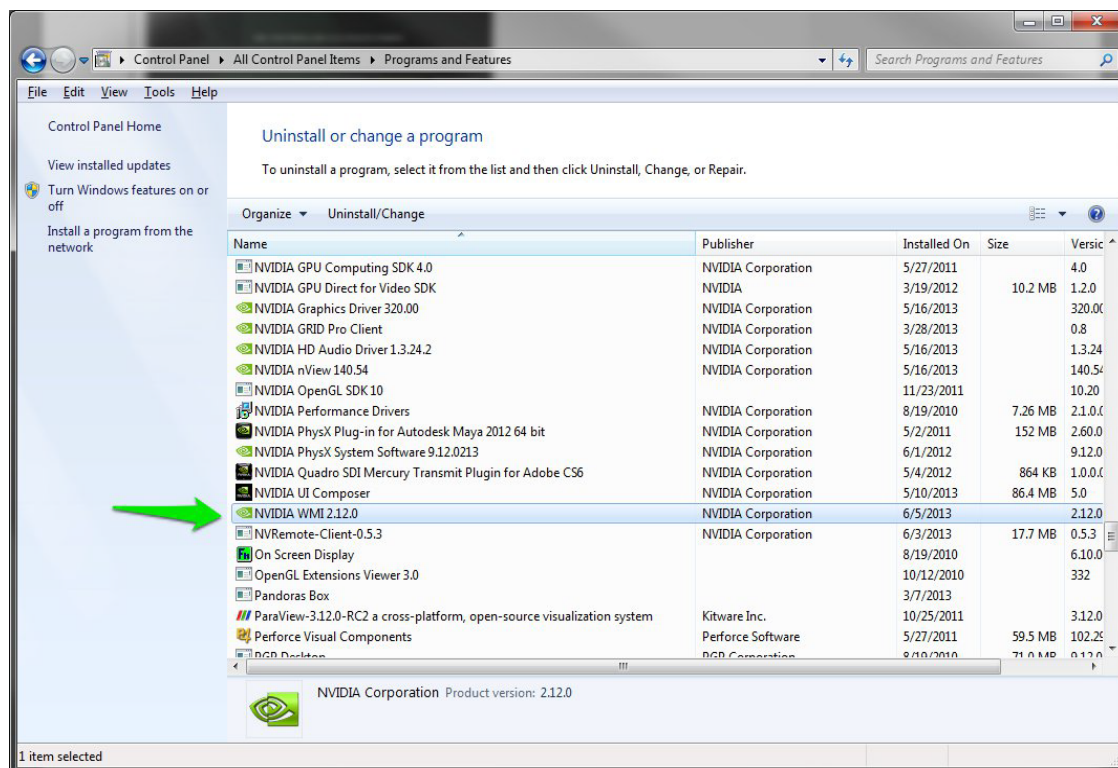 Control Panel ▸ All Control Panel Items ▸ Programs and Features
Search Programs and Features
File Edit View Tools Help
Control Panel Home
View installed updates
Turn Windows features on or
off
Install a program from the
network
Uninstall or change a program
To uninstall a program, select it from the list and then click Uninstall, Change, or Repair.
Organize Uninstall/Change
Name Publisher Installed On Size
NVIDIA GPU Computing SDK 4.0 NVIDIA Corporation 5/27/2011 4.0
NVIDIA GPU Direct for Video SDK NVIDIA 3/19/2012 10.2 MB 1.2.0
NVIDIA Graphics Driver 320.00 NVIDIA Corporation 5/16/2013 320.00
NVIDIA GRID Pro Client NVIDIA Corporation 3/28/2013 0.8
NVIDIA HD Audio Driver 1.3.24.2 NVIDIA Corporation 5/16/2013 1.3.24
NVIDIA nView 140.54 NVIDIA Corporation 5/16/2013 140.54
NVIDIA OpenGL SDK 10 11/23/2011 10.20
NVIDIA Performance Drivers NVIDIA Corporation 8/19/2010 7.26 MB 2.1.0.0
NVIDIA PhysX Plug-in for Autodesk Maya 2012 64 bit NVIDIA Corporation 5/2/2011 152 MB 2.60.0
NVIDIA PhysX System Software 9.12.0213 NVIDIA Corporation 6/1/2012 9.12.0
NVIDIA Quadro SDI Mercury Transmit Plugin for Adobe CS6 NVIDIA Corporation 5/4/2012 864 KB 1.0.0.0
NVIDIA UI Composer NVIDIA Corporation 5/10/2013 86.4 MB 5.0
NVIDIA WMI 2.12.0 NVIDIA Corporation 6/5/2013 2.12.0
NVRemote-Client-0.5.3 NVIDIA Corporation 6/3/2013 17.7 MB 0.5.3
On Screen Display 8/19/2010 6.10.0
OpenGL Extensions Viewer 3.0 10/12/2010 332
Pandoras Box 3/7/2013
ParaView-3.12.0-RC2 a cross-platform, open-source visualization system Kitware Inc. 10/25/2011 3.12.0
Perforce Visual Components Perforce Software 5/27/2011 59.5 MB 102.29
PGP Desktop PGP Corporation 8/19/2010 71.0 MB 9.12.0
NVIDIA Corporation Product version: 2.12.0
1 item selected